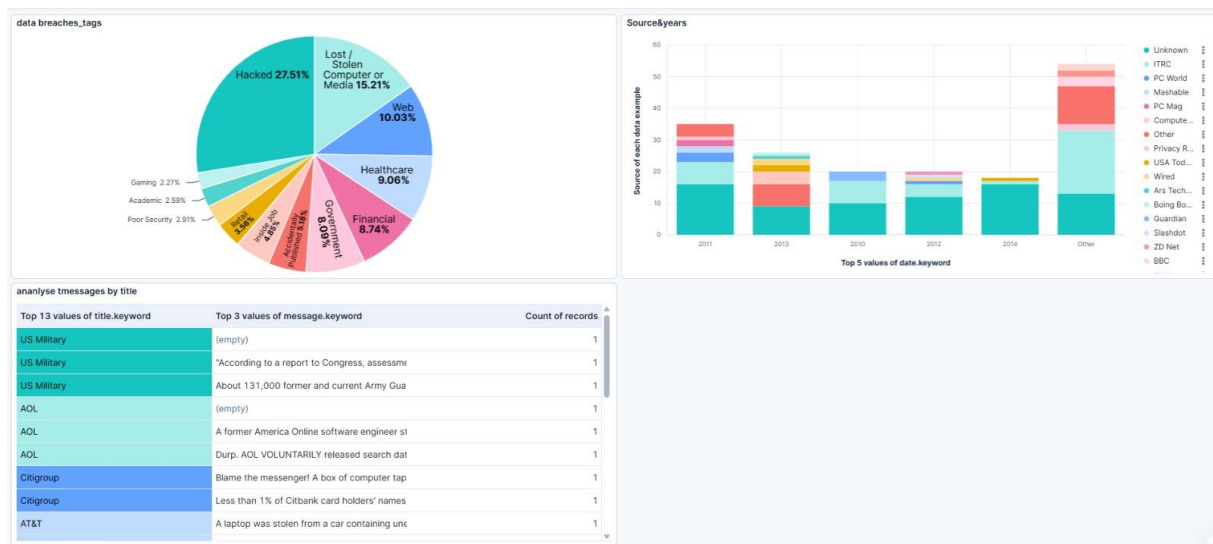 data breaches_tags
Hacked 27.51%
Lost /
Stolen
Computer or
Media 15.21%
Web
10.03%
Healthcare
9.06%
Financial
8.74%
Government
8.09%
Accidentally
Published 5.18%
Inside Job
4.85%
Retail
3.56%
Poor Security 2.91%
Academic 2.59%
Gaming 2.27%
Source&years
Source of each data example
60
50
40
30
20
10
0
2011
2013
2010
2012
2014
Other
Top 5 values of date.keyword
Unknown
ITRC
PC World
Mashable
PC Mag
Compute...
Other
Privacy R...
USA Tod...
Wired
Ars Tech...
Boing Bo...
Guardian
Slashdot
ZD Net
BBC
ananlyse tmessages by title
Top 13 values of title.keyword Top 3 values of message.keyword Count of records
US Military (empty) 1
US Military "According to a report to Congress, assessme 1
US Military About 131,000 former and current Army Gua 1
AOL (empty) 1
AOL A former America Online software engineer st 1
AOL Durp. AOL VOLUNTARILY released search dat 1
Citigroup Blame the messenger! A box of computer tap 1
Citigroup Less than 1% of Citbank card holders' names 1
AT&T A laptop was stolen from a car containing une 1